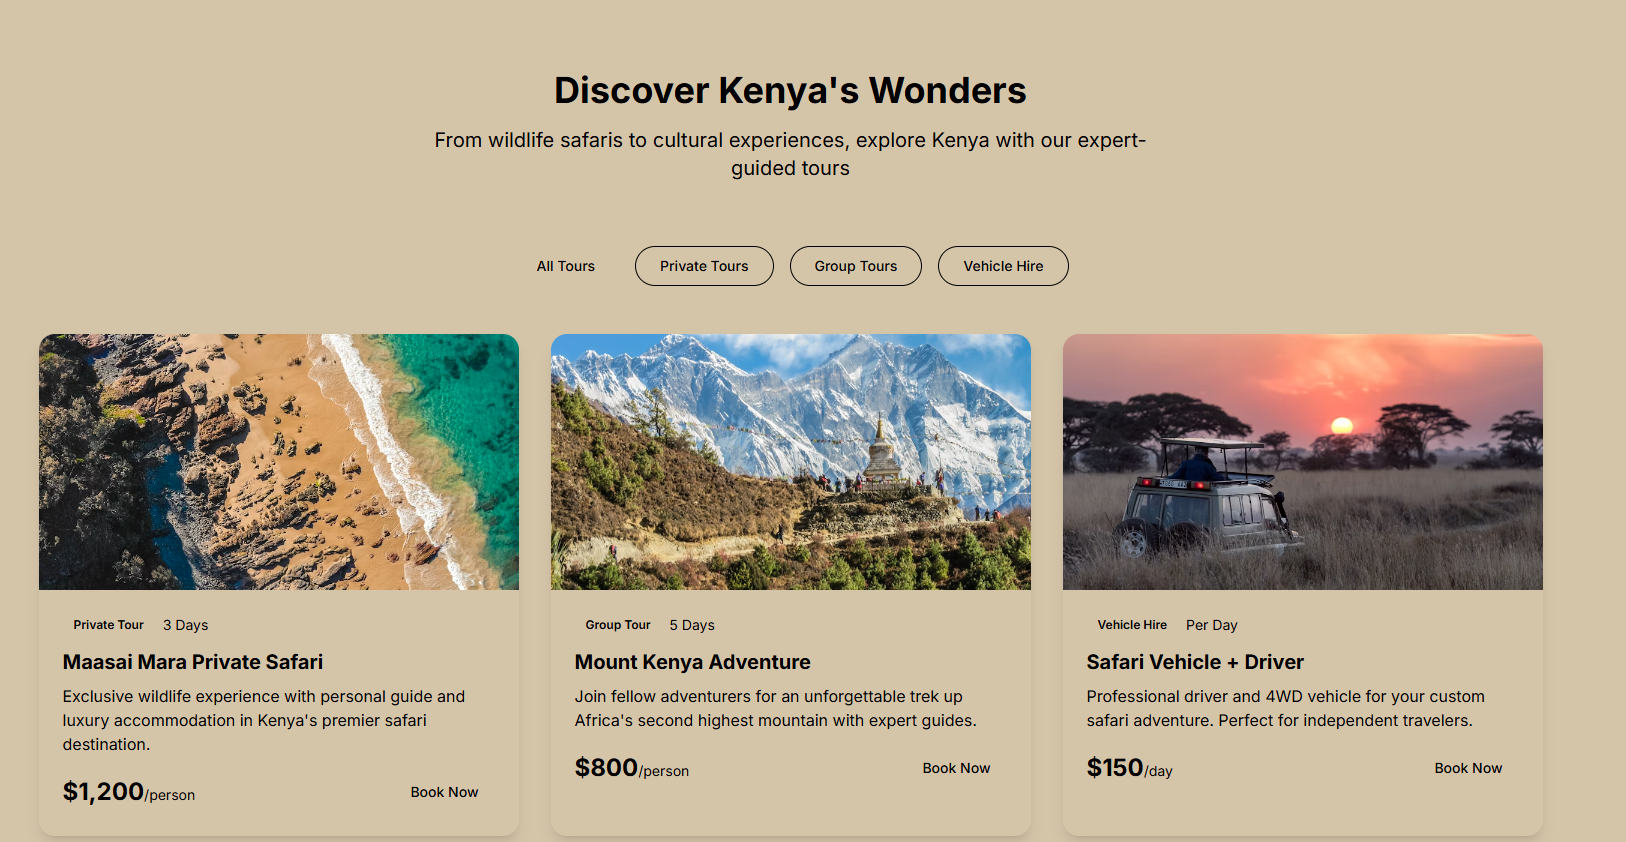 Discover Kenya's Wonders
From wildlife safaris to cultural experiences, explore Kenya with our expert-
guided tours
All Tours
Private Tours
Group Tours
Vehicle Hire
Private Tour
3 Days
Maasai Mara Private Safari
Exclusive wildlife experience with personal guide and
luxury accommodation in Kenya's premier safari
destination.
$1,200/person
Book Now
Group Tour
5 Days
Mount Kenya Adventure
Join fellow adventurers for an unforgettable trek up
Africa's second highest mountain with expert guides.
$800/person
Book Now
Vehicle Hire
Per Day
Safari Vehicle + Driver
Professional driver and 4WD vehicle for your custom
safari adventure. Perfect for independent travelers.
$150/day
Book Now